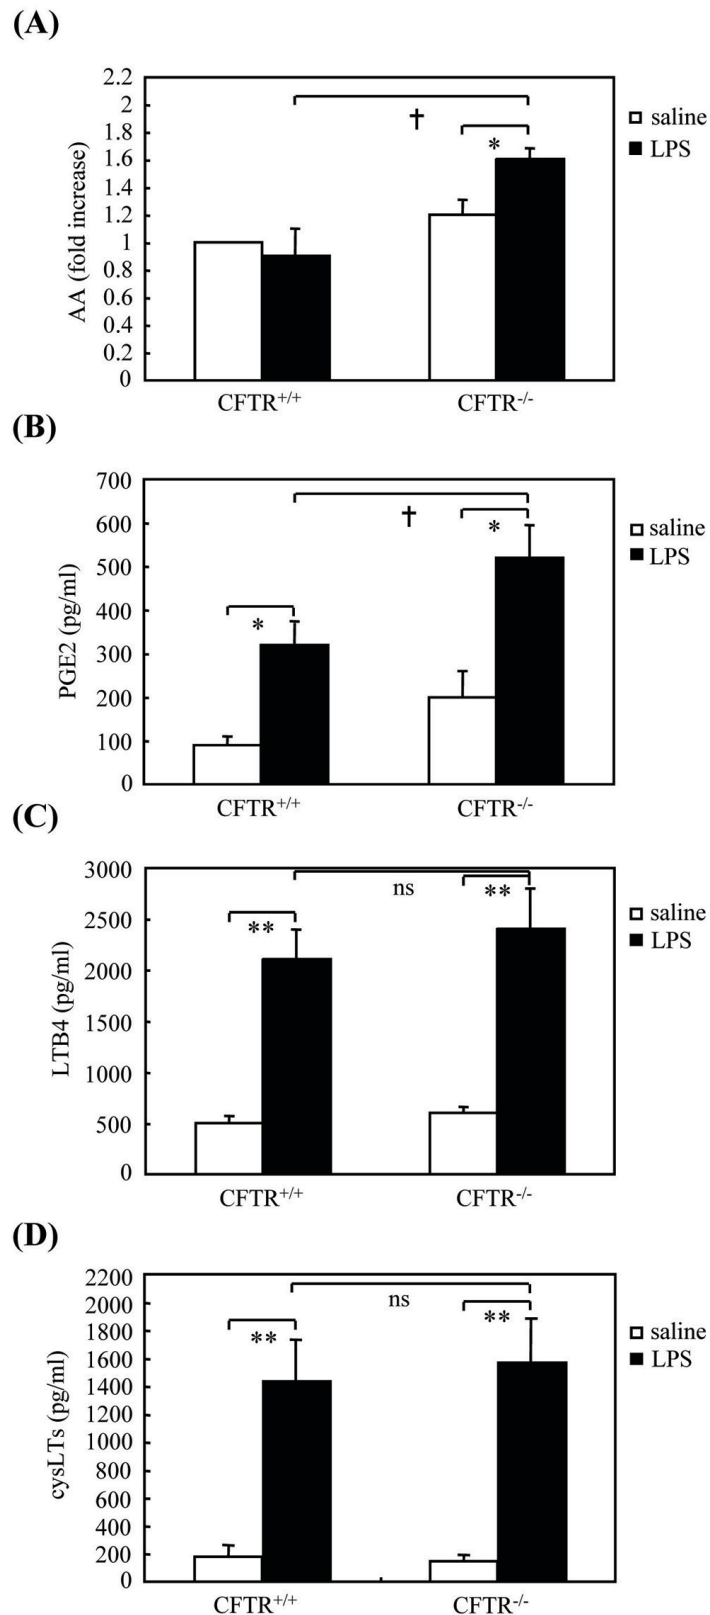 (A)
AA (fold increase)
2.2
2
1.8
1.6
1.4
1.2
1
0.8
0.6
0.4
0.2
0
†
*
saline
LPS
CFTR+/+
CFTR-/-
(B)
PGE2 (pg/ml)
700
600
500
400
300
200
100
0
*
†
*
saline
LPS
CFTR+/+
CFTR-/-
(C)
LTB4 (pg/ml)
3000
2500
2000
1500
1000
500
0
**
ns
**
saline
LPS
CFTR+/+
CFTR-/-
(D)
cysLTs (pg/ml)
2200
2000
1800
1600
1400
1200
1000
800
600
400
200
0
**
ns
**
saline
LPS
CFTR+/+
CFTR-/-